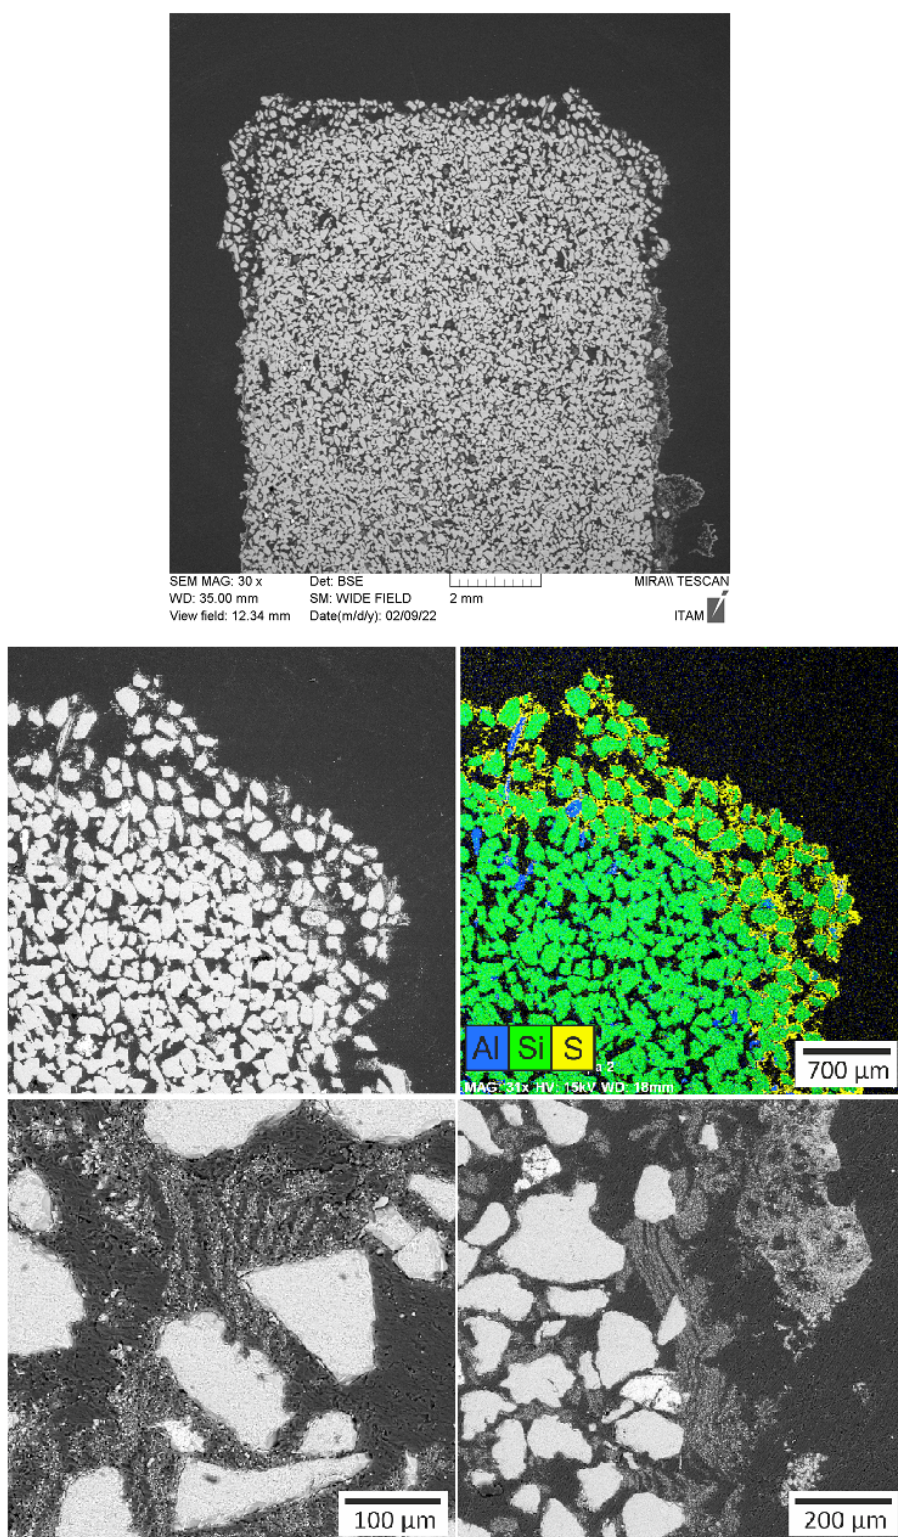 SEM MAG: 30 x Det: BSE MIRA\\ TESCAN
WD: 35.00 mm SM: WIDE FIELD 2 mm
View field: 12.34 mm Date(m/d/y): 02/09/22 ITAM
Al Si S
a 2
700 µm
MAG: 31x HV: 15kV WD: 18mm
100 µm
200 µm